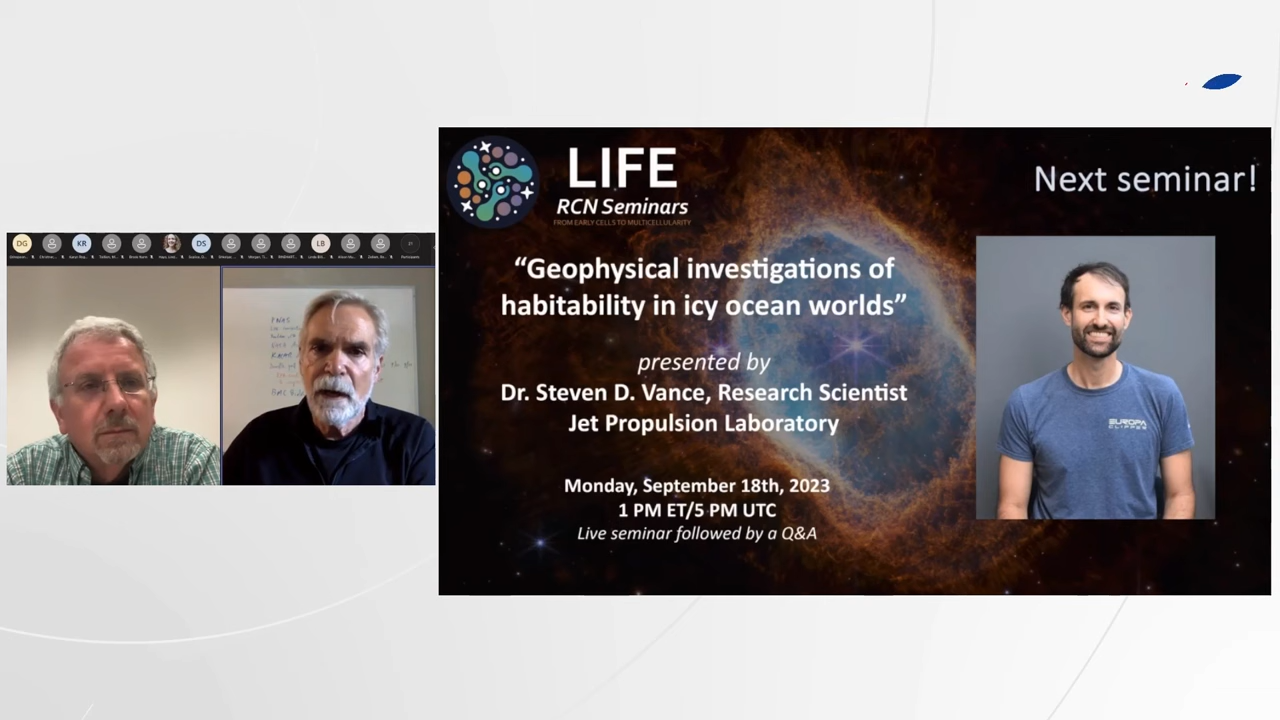 DG
KR
DS
LB
Participants
LIFE
RCN Seminars
FROM EARLY CELLS TO MULTICELLULARITY
Next seminar!
“Geophysical investigations of
habitability in icy ocean worlds”
presented by
Dr. Steven D. Vance, Research Scientist
Jet Propulsion Laboratory
Monday, September 18th, 2023
1 PM ET/5 PM UTC
Live seminar followed by a Q&A
EUROPA
CLIPPER